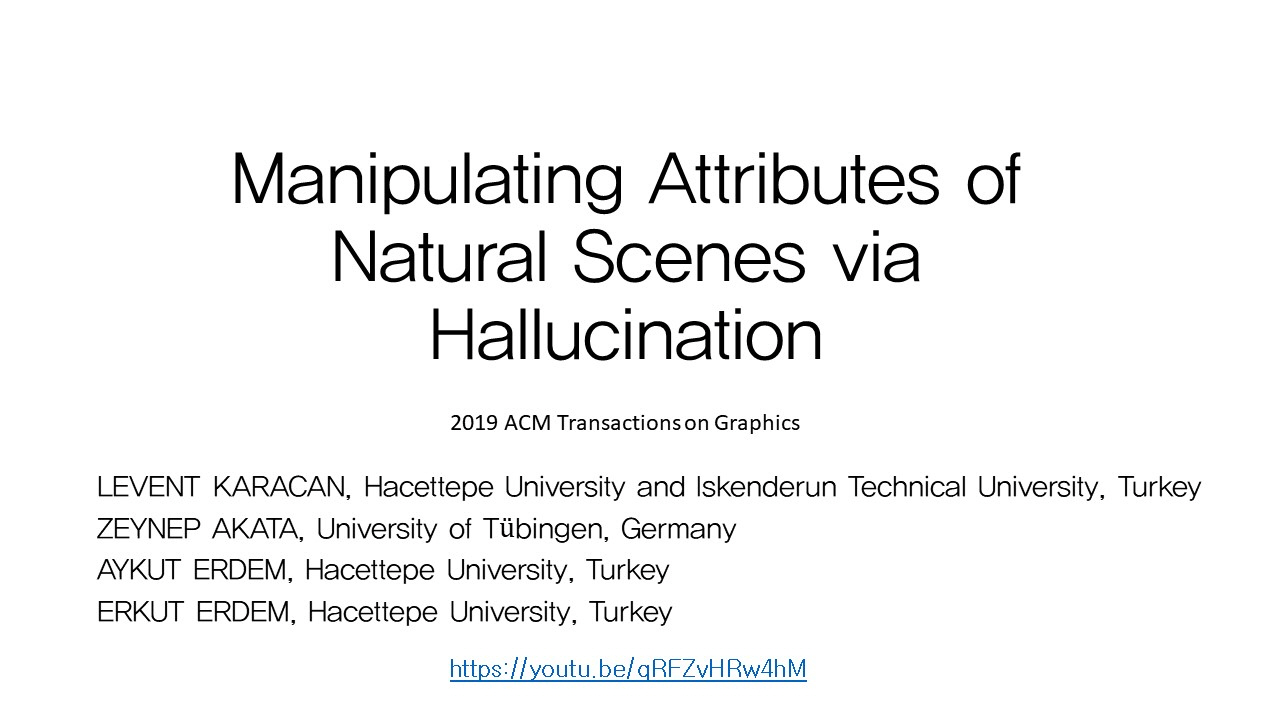 Manipulating Attributes of
Natural Scenes via
Hallucination
2019 ACM Transactions on Graphics
LEVENT KARACAN, Hacettepe University and Iskenderun Technical University, Turkey
ZEYNEP AKATA, University of Tübingen, Germany
AYKUT ERDEM, Hacettepe University, Turkey
ERKUT ERDEM, Hacettepe University, Turkey
https://youtu.be/qRFZvHRw4hM